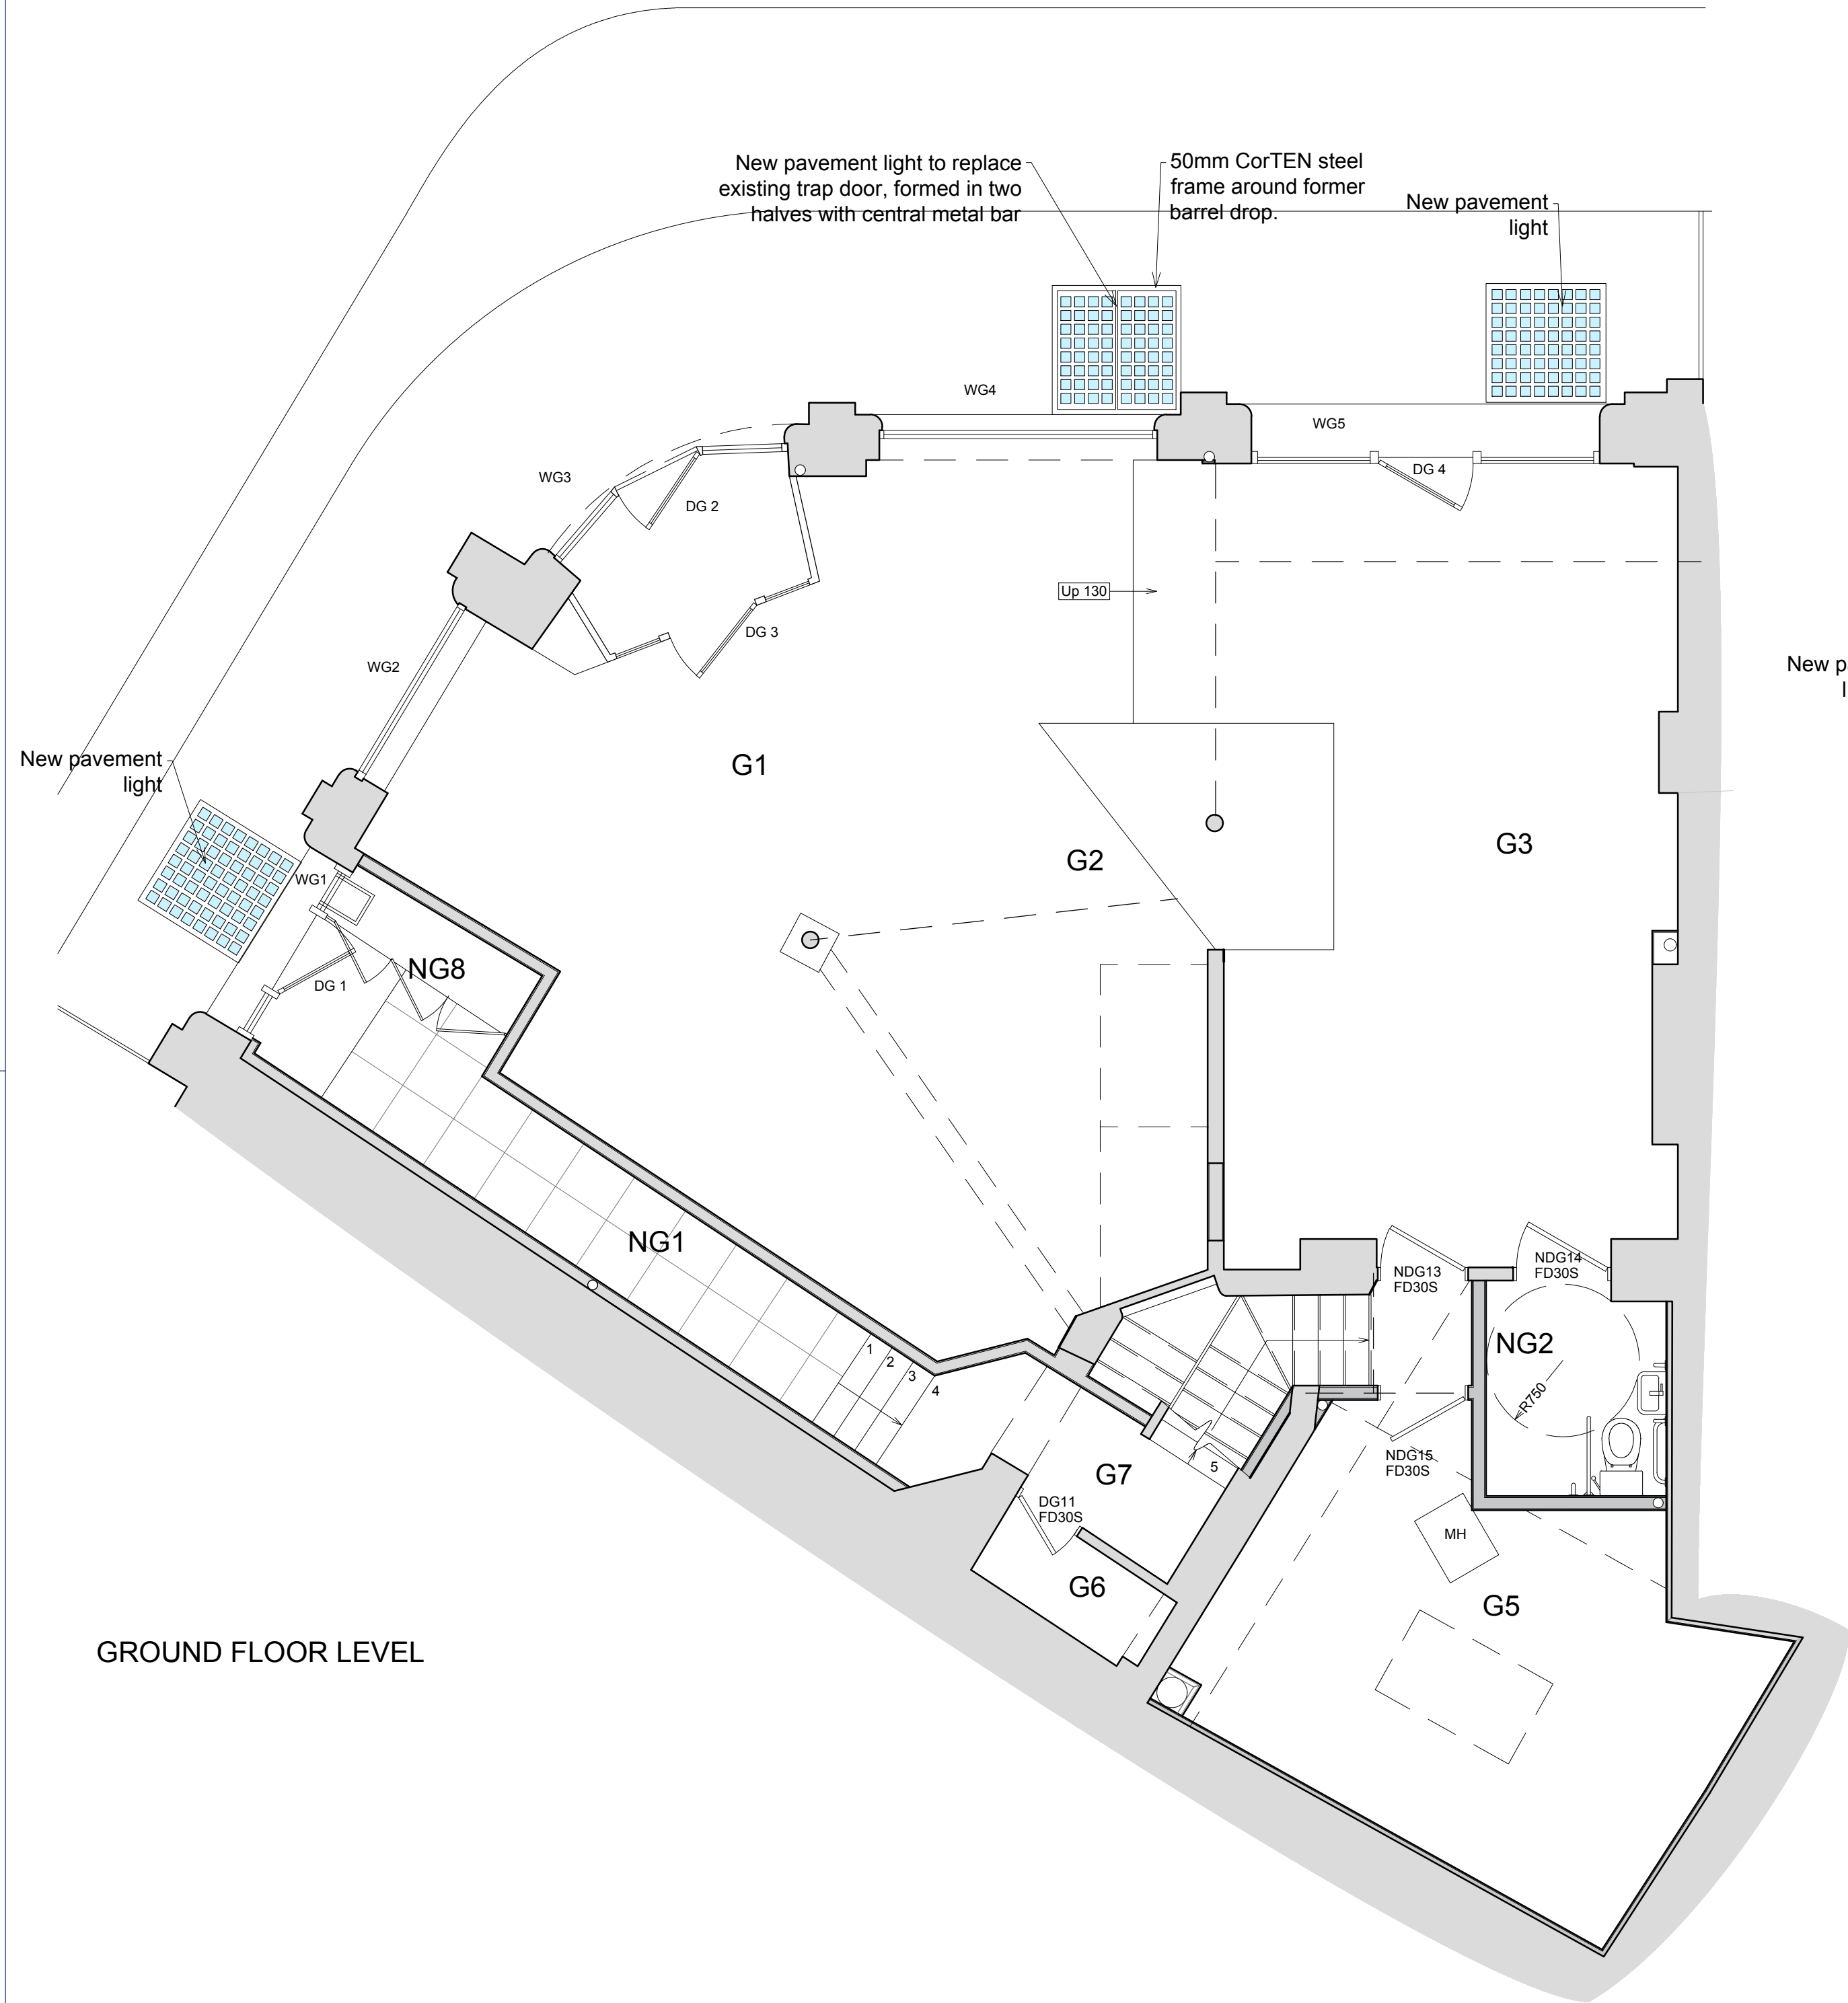 New pavement light to replace
existing trap door, formed in two
halves with central metal bar
50mm CorTEN steel
frame around former
barrel drop.
New pavement
light
WG4
WG5
DG 4
WG3
DG 2
Up 130
DG 3
WG2
New p
l
New pavement
light
G1
G2
G3
WG1
NG8
DG 1
NG1
1
2
3
4
NDG13
FD30S
NDG14
FD30S
NG2
R750
NDG15
FD30S
5
G7
DG11
FD30S
MH
G6
G5
GROUND FLOOR LEVEL